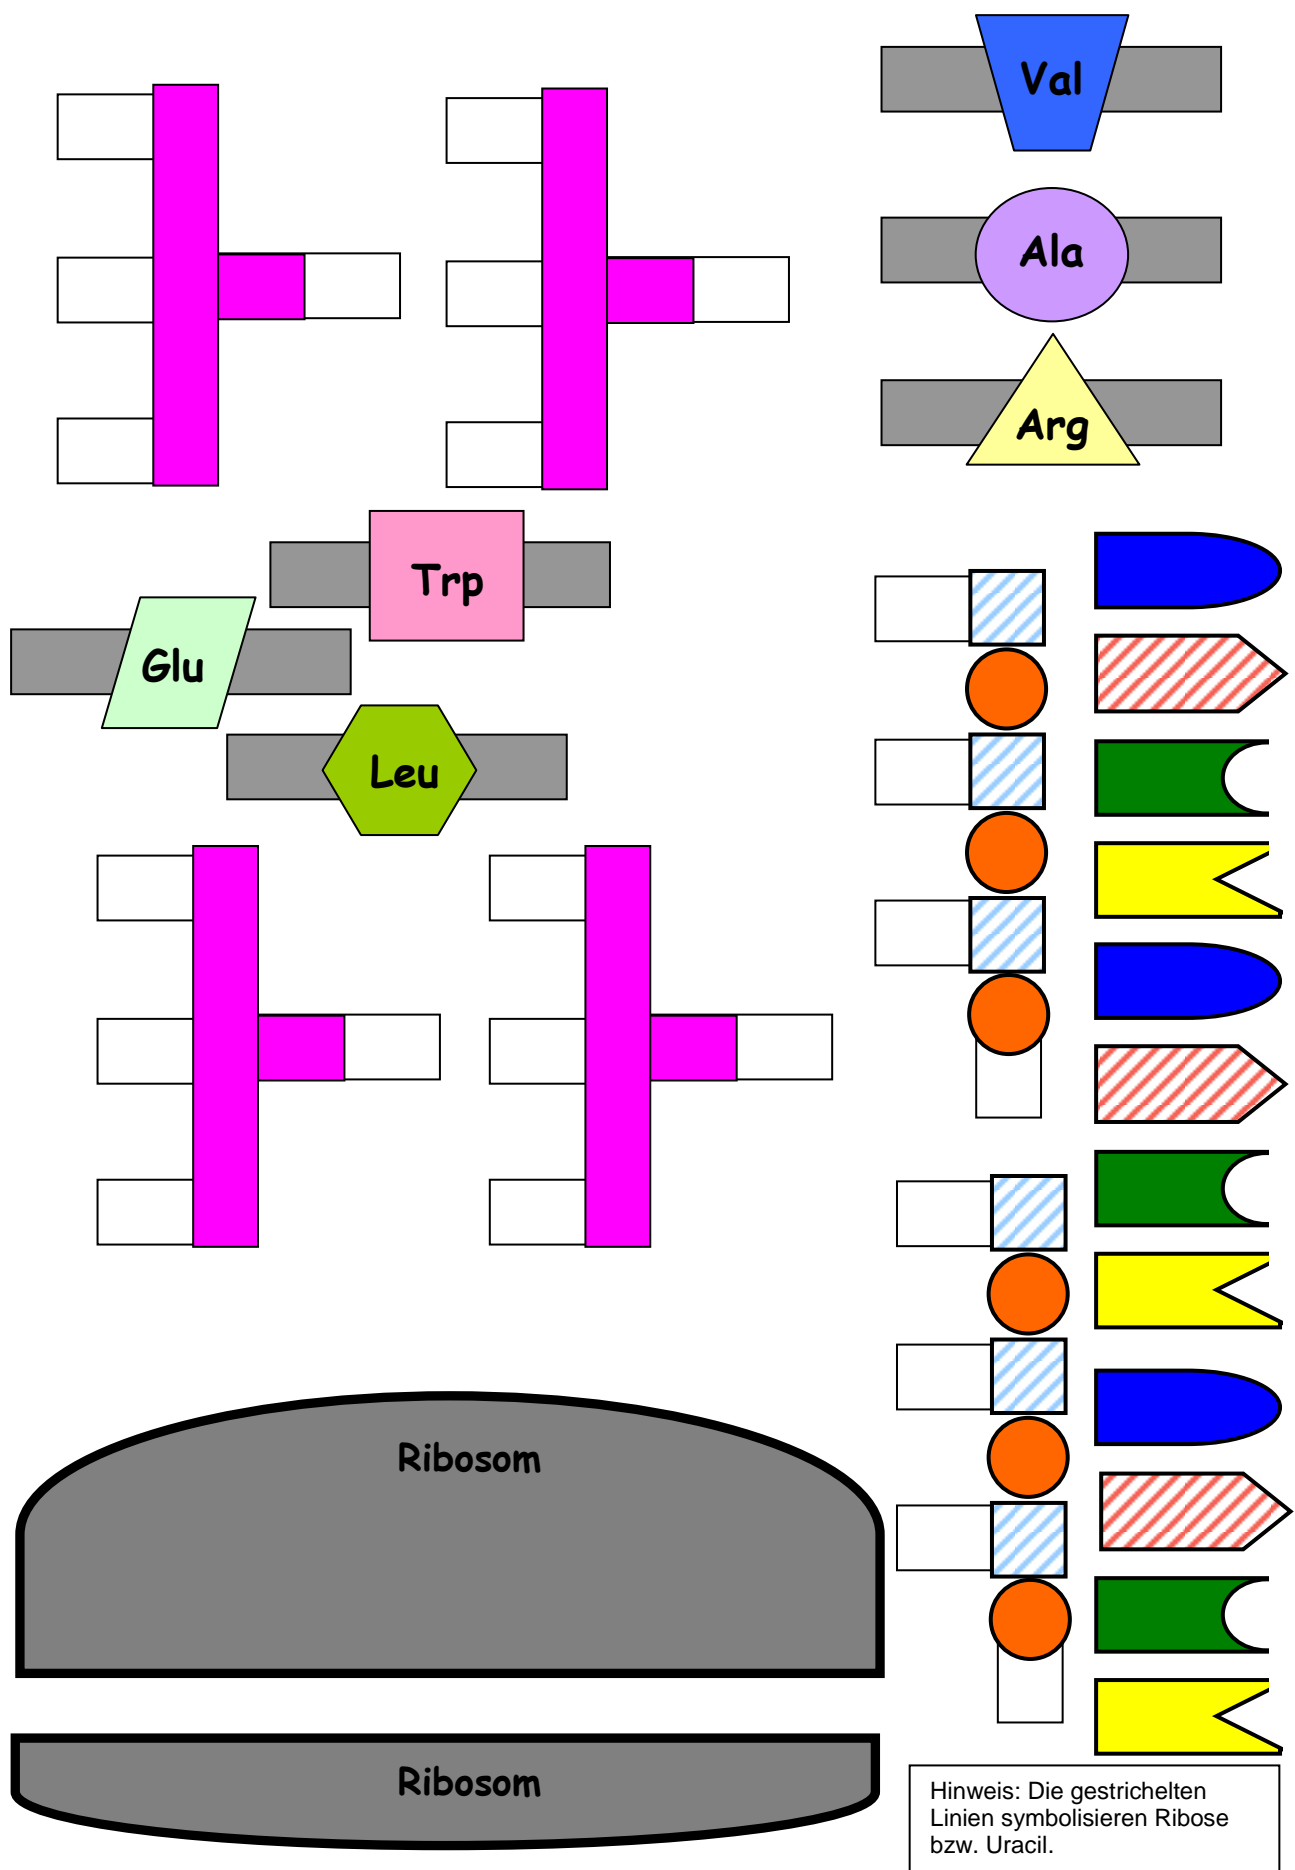 Val
Ala
Arg
Trp
Glu
Leu
Ribosom
Ribosom
Hinweis: Die gestrichelten
Linien symbolisieren Ribose
bzw. Uracil.